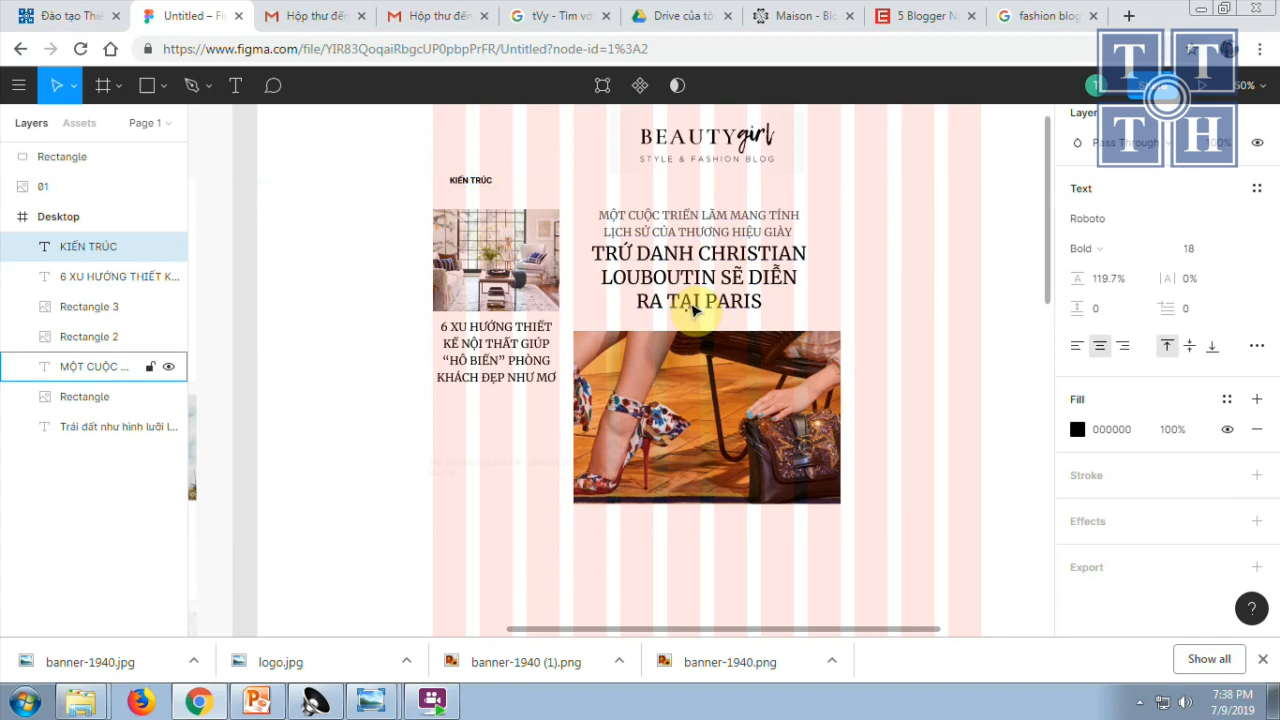 Đào tạo Thiế
Untitled – Fi
Hộp thư đến
Hộp thư đến
tVy - Tìm vớ
Drive của tô
Maison - Blo
5 Blogger N
fashion blog
https://www.figma.com/file/YIR83QoqaiRbgcUP0pbpPrFR/Untitled?node-id=1%3A2
T T
T H
Layers
Assets
Page 1
Rectangle
01
Desktop
KIẾN TRÚC
6 XU HƯỚNG THIẾT K...
Rectangle 3
Rectangle 2
MỘT CUỘC ...
Rectangle
Trái đất như hình lưỡi l...
BEAUTYgirl
STYLE & FASHION BLOG
KIẾN TRÚC
MỘT CUỘC TRIỂN LÃM MANG TÍNH
LỊCH SỬ CỦA THƯƠNG HIỆU GIÀY
TRỨ DANH CHRISTIAN
LOUBOUTIN SẼ DIỄN
RA TẠI PARIS
6 XU HƯỚNG THIẾT
KẾ NỘI THẤT GIÚP
“HÔ BIẾN” PHÒNG
KHÁCH ĐẸP NHƯ MƠ
Layer
Pass Through
100%
Text
Roboto
Bold
18
119.7%
0%
0
0
Fill
000000
100%
Stroke
Effects
Export
?
banner-1940.jpg
logo.jpg
banner-1940 (1).png
banner-1940.png
Show all
7:38 PM
7/9/2019